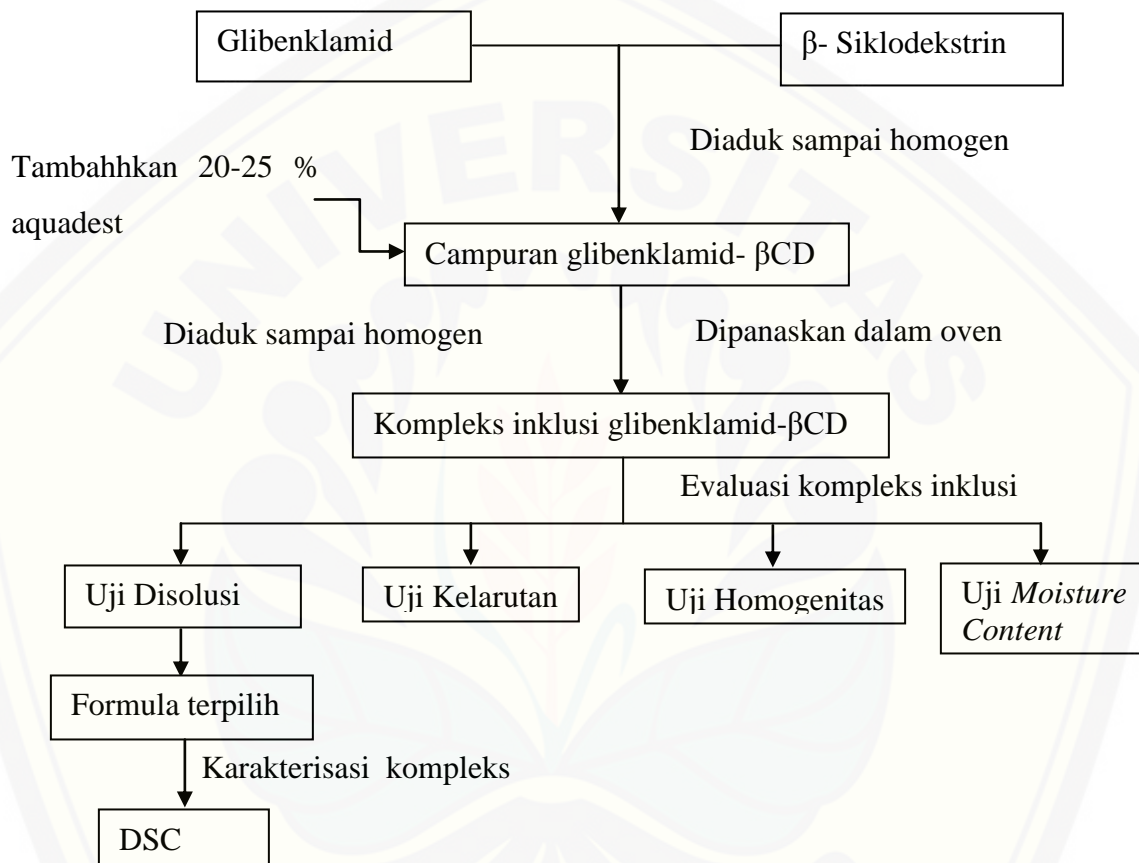 Glibenklamid
β- Siklodekstrin
Diaduk sampai homogen
Tambahhkan 20-25 %
aquadest
Campuran glibenklamid- βCD
Diaduk sampai homogen
Dipanaskan dalam oven
Kompleks inklusi glibenklamid-βCD
Evaluasi kompleks inklusi
Uji Disolusi
Uji Kelarutan
Uji Homogenitas
Uji Moisture
Content
Formula terpilih
Karakterisasi kompleks
DSC
UNIVERSITAS